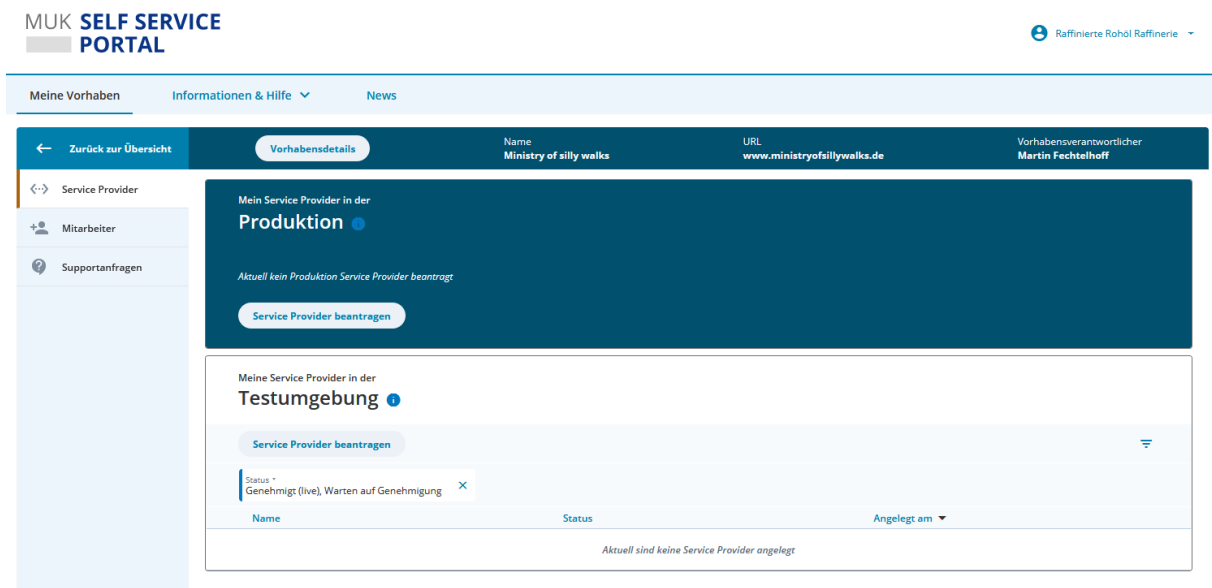 MUK SELF SERVICE
PORTAL
Raffinierte Rohöl Raffinerie
Meine Vorhaben
Informationen & Hilfe
News
Zurück zur Übersicht
Vorhabensdetails
Name
Ministry of silly walks
URL
www.ministryofsillywalks.de
Vorhabensverantwortlicher
Martin Fechtelhoff
Service Provider
Mitarbeiter
Supportanfragen
Mein Service Provider in der
Produktion
Aktuell kein Produktion Service Provider beantragt
Service Provider beantragen
Meine Service Provider in der
Testumgebung
Service Provider beantragen
Status *
Genehmigt (live), Warten auf Genehmigung
Name
Status
Angelegt am
Aktuell sind keine Service Provider angelegt